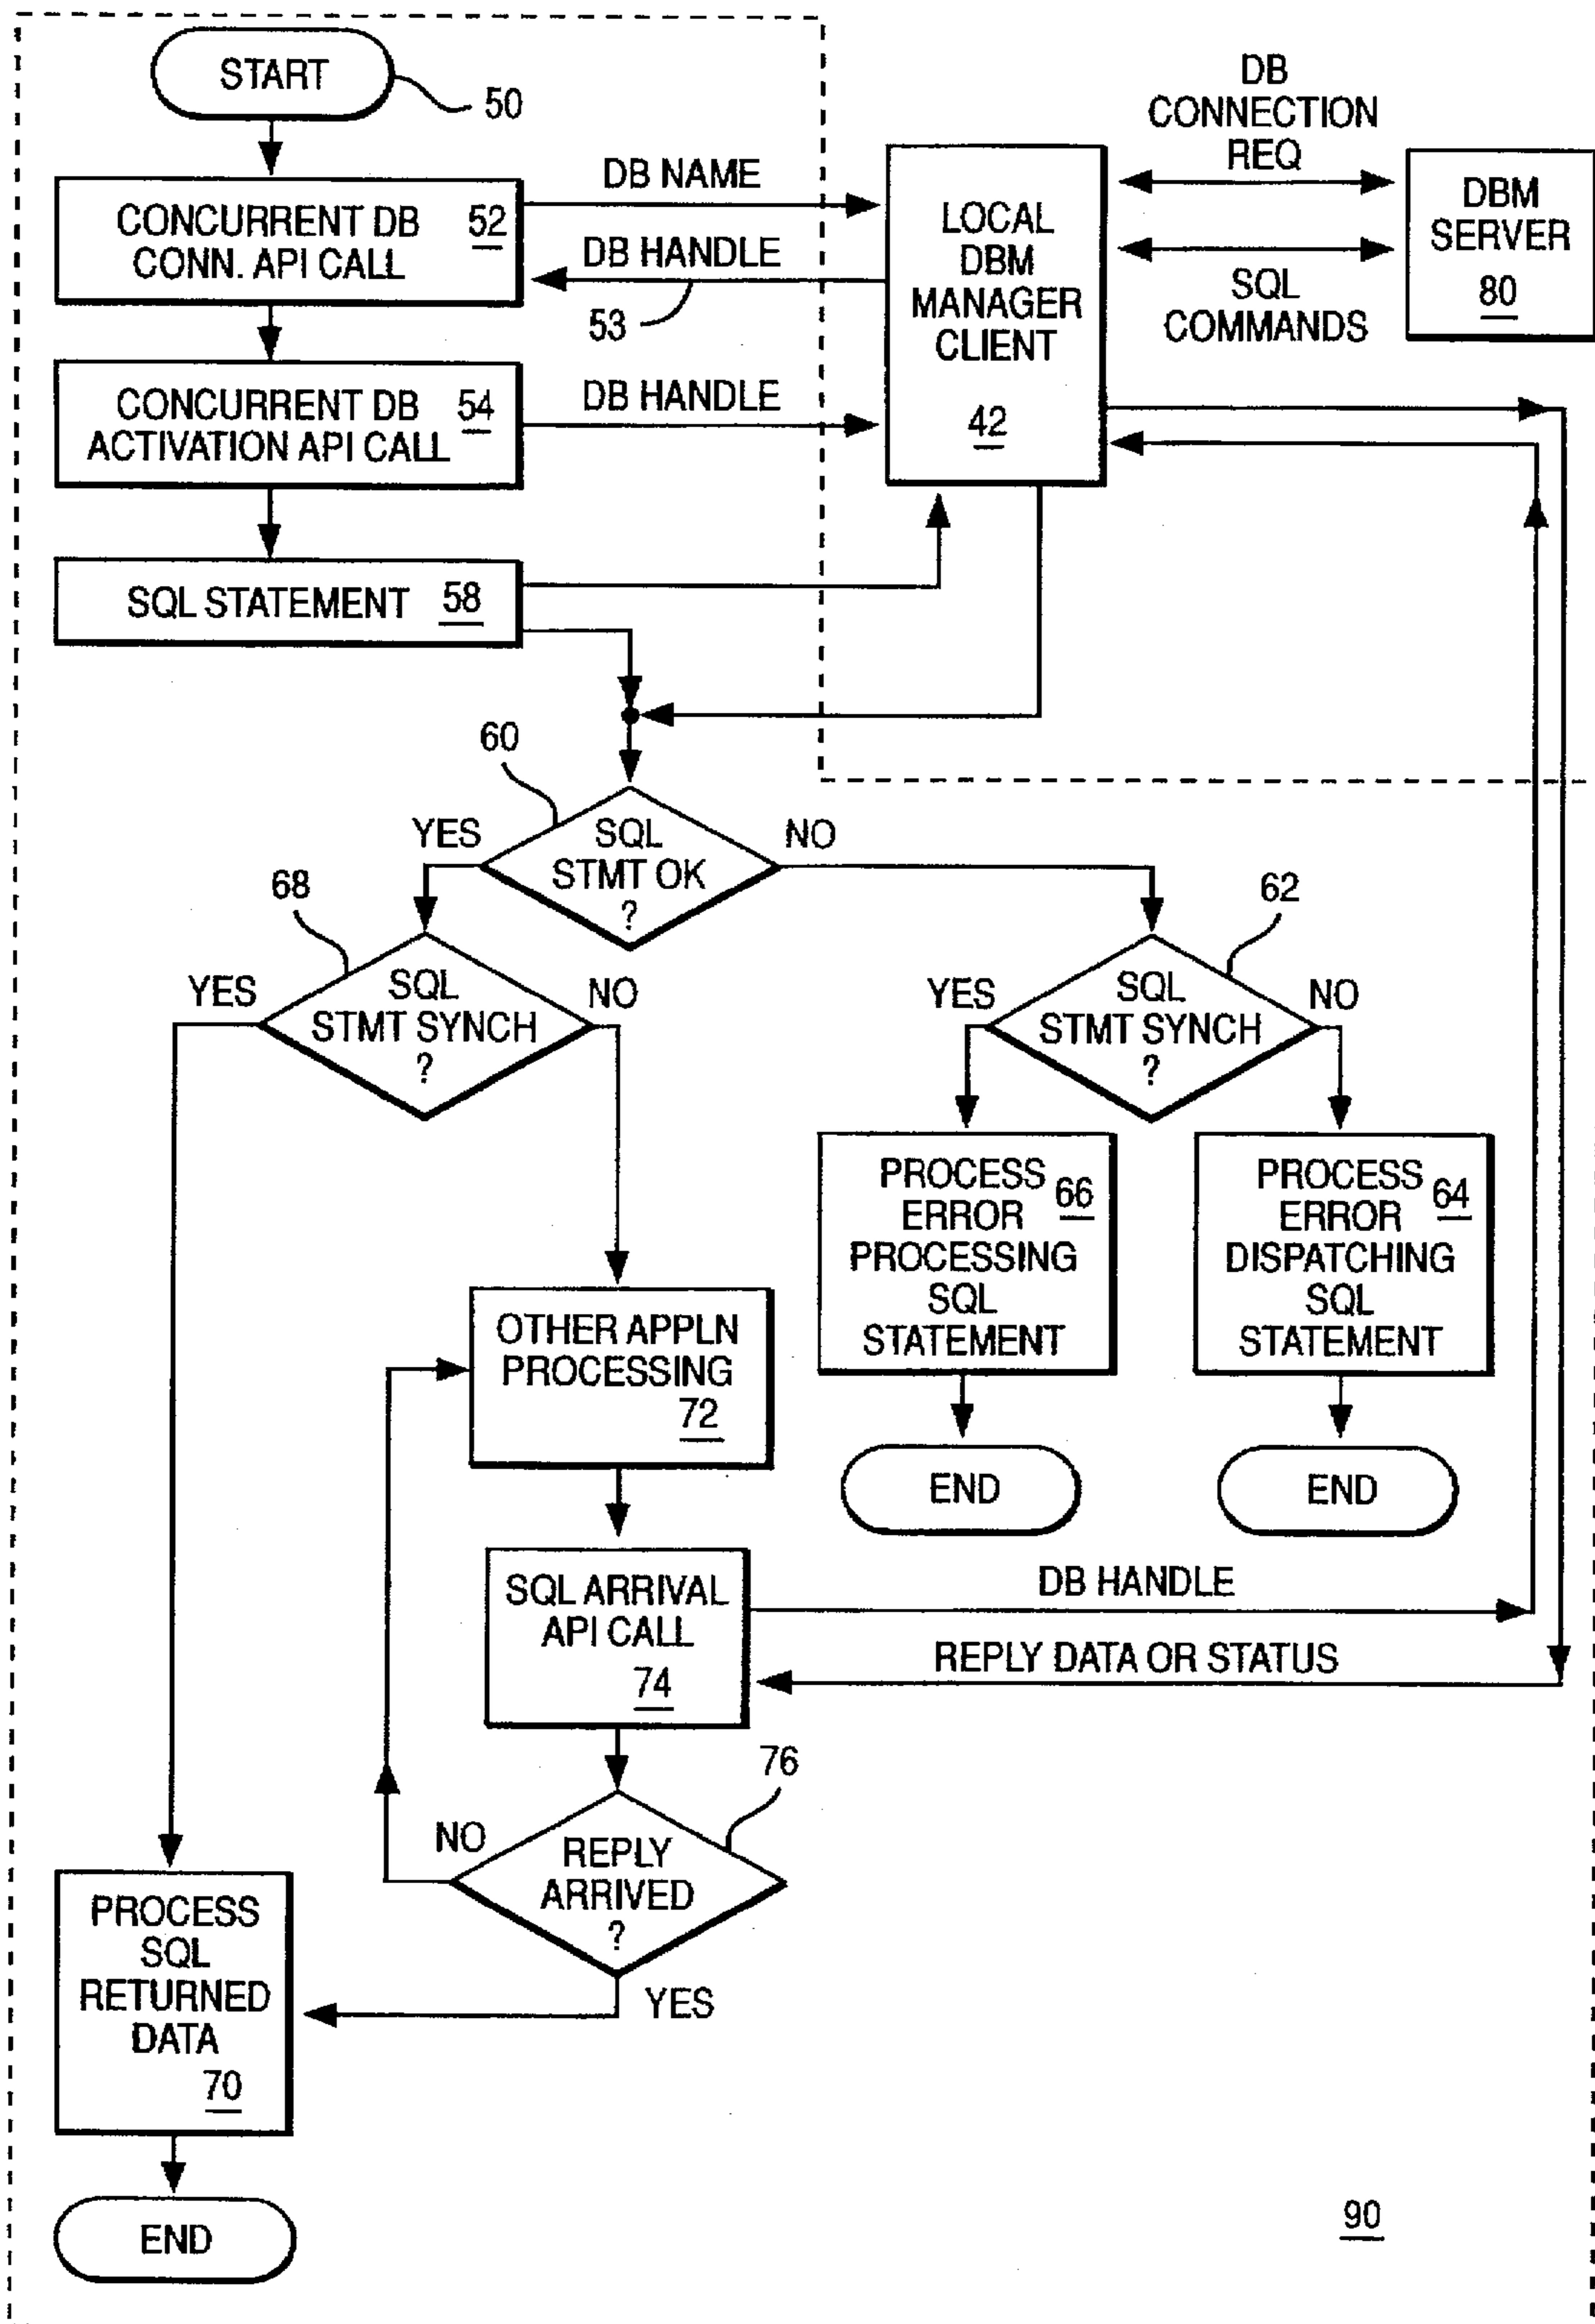 START
50
DB
CONNECTION
REQ
DB NAME
CONCURRENT DB
CONN. API CALL
52
DB HANDLE
53
LOCAL
DBM
MANAGER
CLIENT
42
DBM
SERVER
80
SQL
COMMANDS
CONCURRENT DB
ACTIVATION API CALL
54
DB HANDLE
SQL STATEMENT 58
60
YES
SQL
STMT OK
?
NO
68
YES
SQL
STMT SYNCH
?
NO
62
YES
SQL
STMT SYNCH
?
NO
PROCESS
ERROR
PROCESSING
SQL
STATEMENT
66
PROCESS
ERROR
DISPATCHING
SQL
STATEMENT
64
OTHER APPLN
PROCESSING
72
END
END
SQL ARRIVAL
API CALL
74
DB HANDLE
REPLY DATA OR STATUS
76
NO
REPLY
ARRIVED
?
YES
PROCESS
SQL
RETURNED
DATA
70
END
90